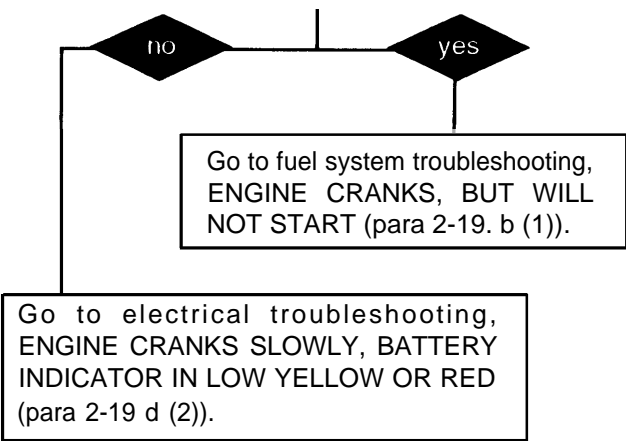 no
yes
Go to fuel system troubleshooting,
ENGINE CRANKS, BUT WILL
NOT START (para 2-19. b (1)).
Go to electrical troubleshooting,
ENGINE CRANKS SLOWLY, BATTERY
INDICATOR IN LOW YELLOW OR RED
(para 2-19 d (2)).